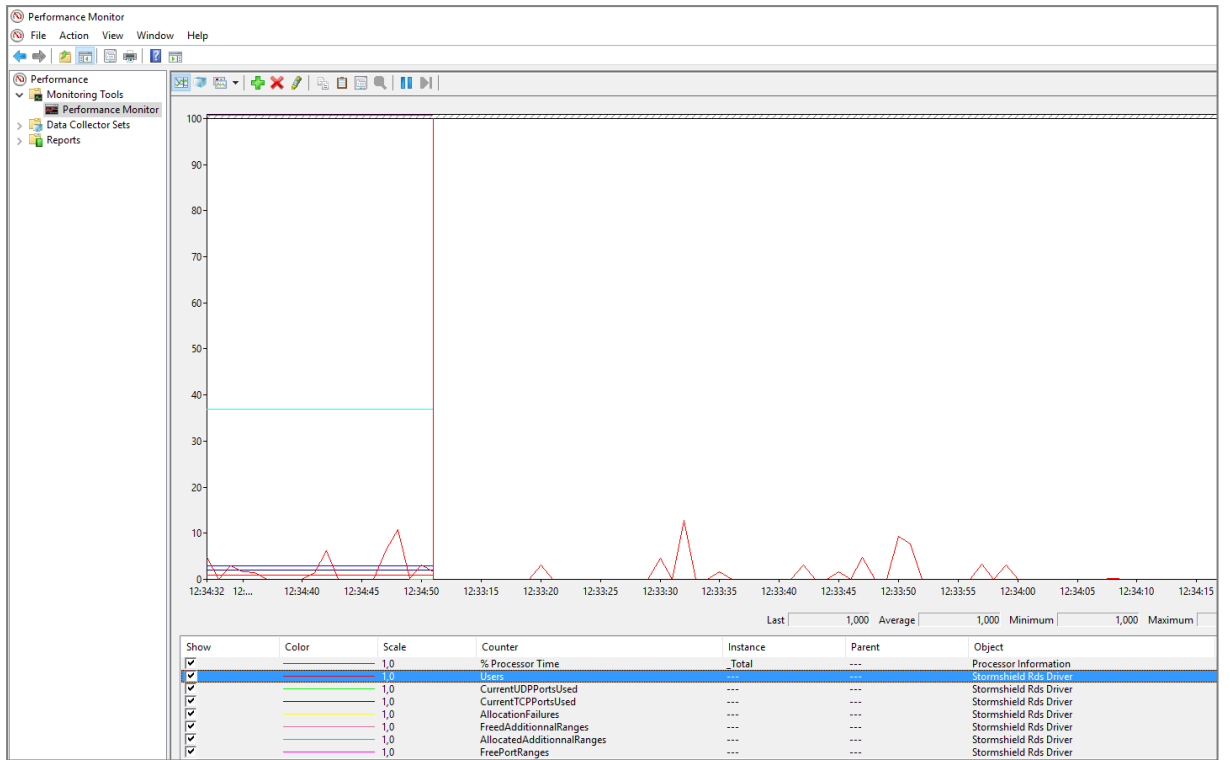 Performance Monitor
File Action View Window Help
Performance
Monitoring Tools
Performance Monitor
Data Collector Sets
Reports
100
90
80
70
60
50
40
30
20
10
0
12:34:32 12:... 12:34:40 12:34:45 12:34:50 12:33:15 12:33:20 12:33:25 12:33:30 12:33:35 12:33:40 12:33:45 12:33:50 12:33:55 12:34:00 12:34:05 12:34:10 12:34:15
Last 1,000 Average 1,000 Minimum 1,000 Maximum
Show Color Scale Counter Instance Parent Object
1,0 % Processor Time _Total --- Processor Information
1,0 Users --- --- Stormshield Rds Driver
1,0 CurrentUDPPortsUsed --- --- Stormshield Rds Driver
1,0 CurrentTCPPortsUsed --- --- Stormshield Rds Driver
1,0 AllocationFailures --- --- Stormshield Rds Driver
1,0 FreedAdditionnalRanges --- --- Stormshield Rds Driver
1,0 AllocatedAdditionnalRanges --- --- Stormshield Rds Driver
1,0 FreePortRanges --- --- Stormshield Rds Driver